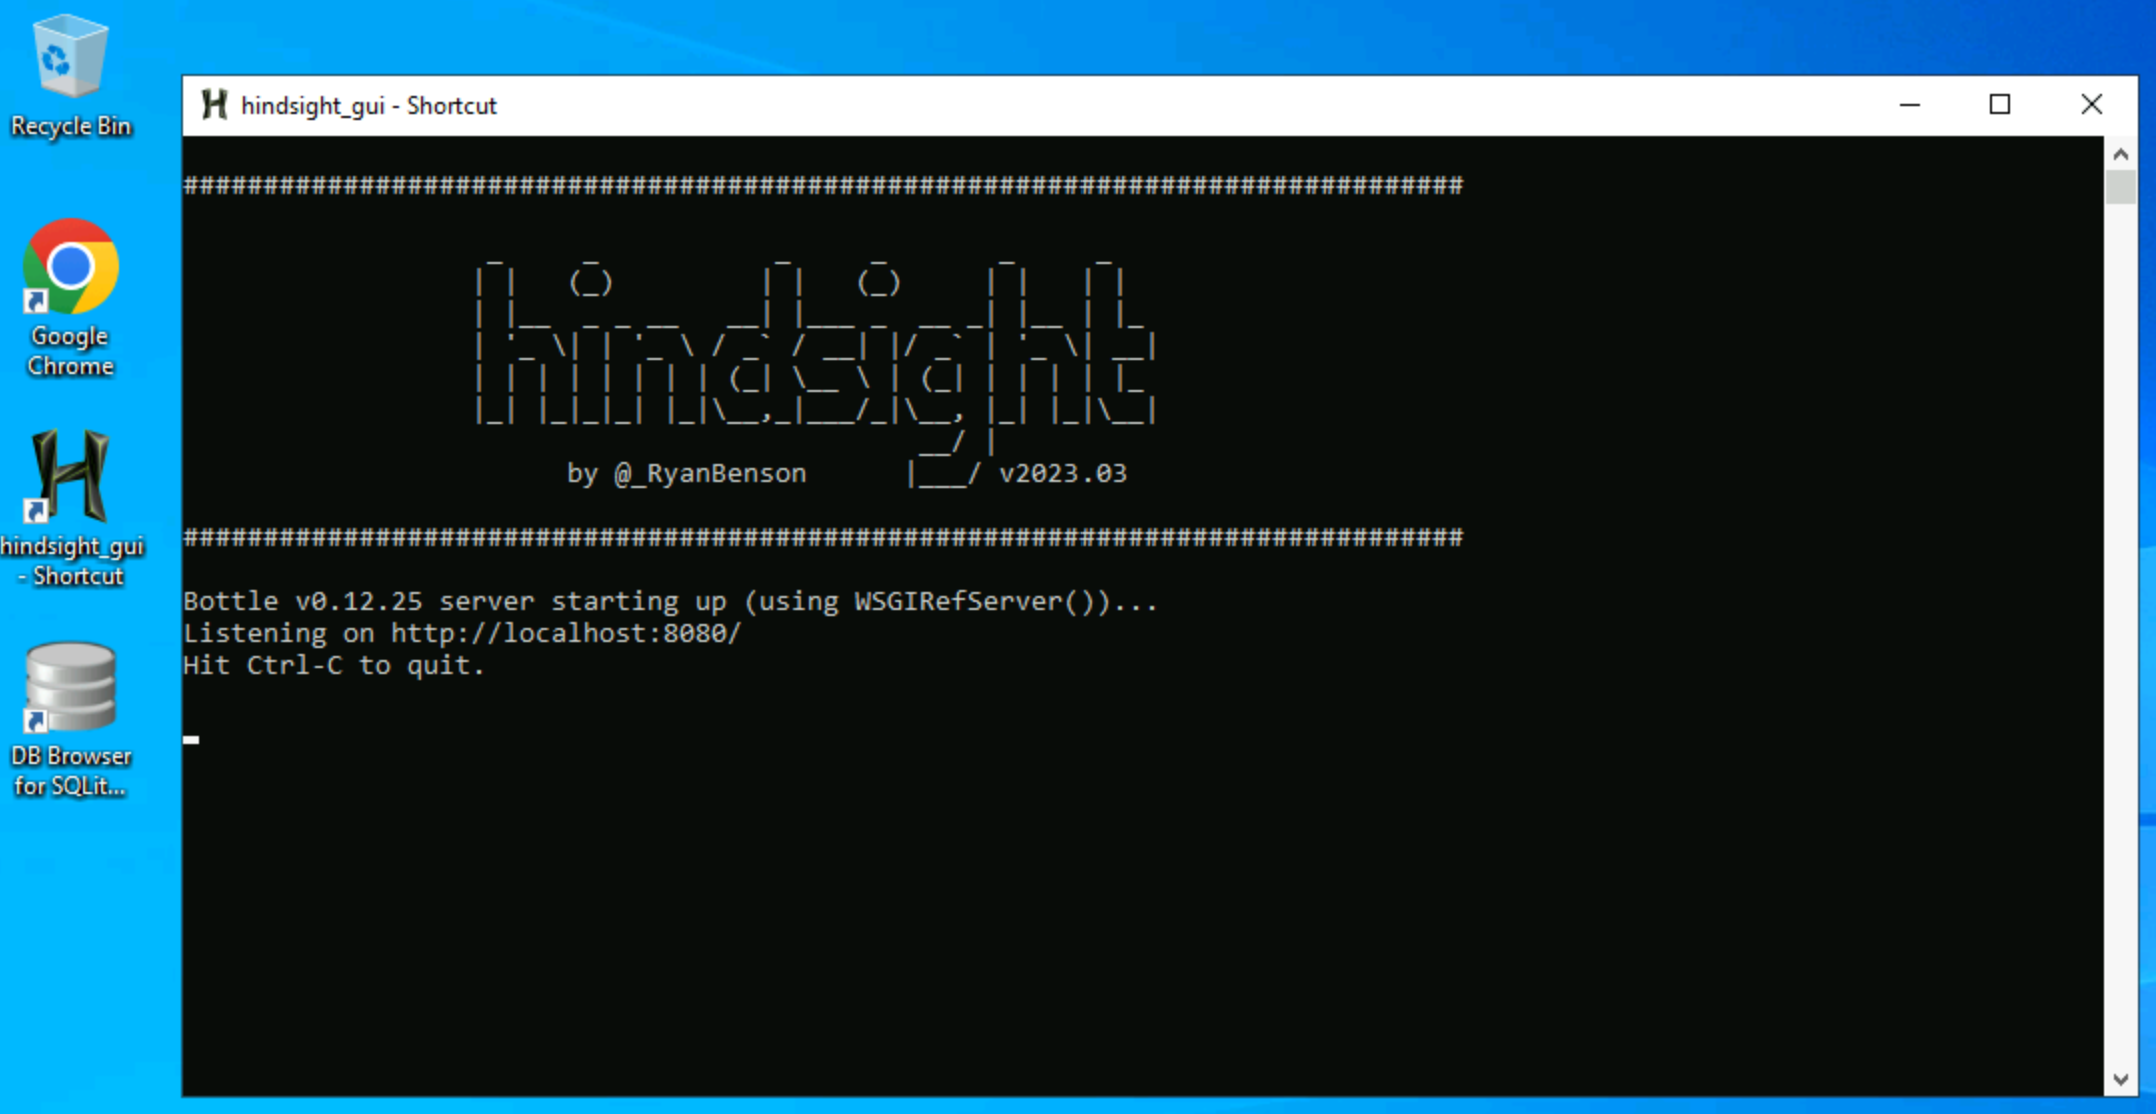 Recycle Bin
Google
Chrome
hindsight_gui
- Shortcut
DB Browser
for SQLit...
hindsight_gui - Shortcut
################################################################################
hindsight
by @_RyanBenson |___/ v2023.03
################################################################################
Bottle v0.12.25 server starting up (using WSGIRefServer())...
Listening on http://localhost:8080/
Hit Ctrl-C to quit.